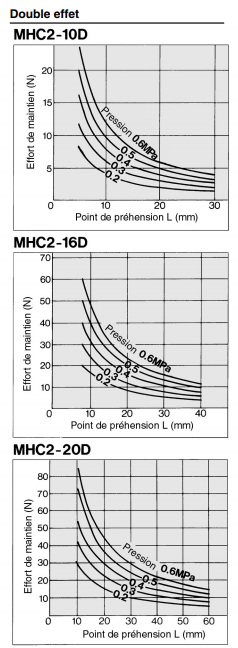 Double effet
MHC2-10D
Effort de maintien (N)
20
15
10
5
Pression 0.6MPa
0.5
0.4
0.3
0.2
0 10 20 30
Point de préhension L (mm)
MHC2-16D
Effort de maintien (N)
70
60
50
40
30
20
10
Pression 0.6MPa
0.5
0.4
0.3
0.2
0 10 20 30 40
Point de préhension L (mm)
MHC2-20D
Effort de maintien (N)
80
70
60
50
40
30
20
10
Pression 0.6MPa
0.5
0.4
0.3
0.2
0 10 20 30 40 50 60
Point de préhension L (mm)